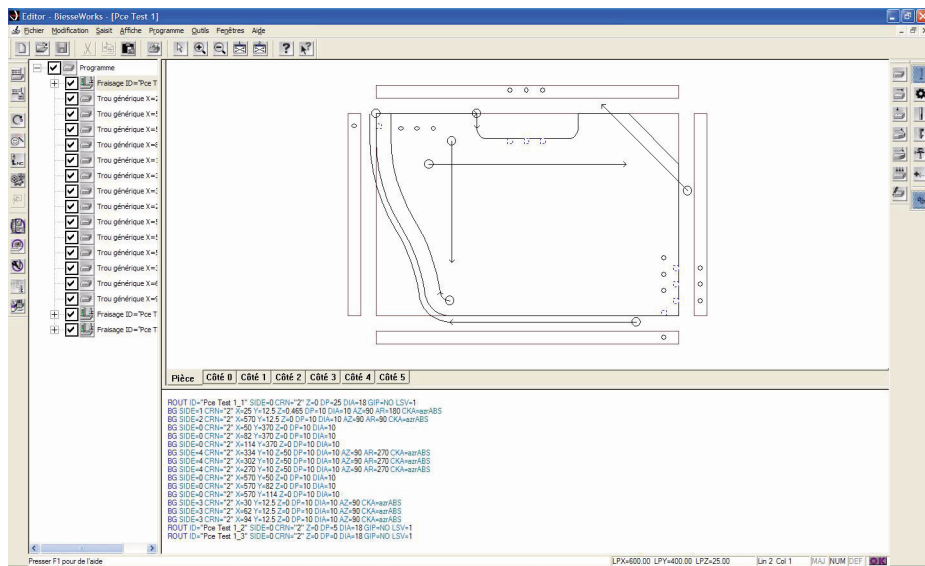 Editor - BiesseWorks - [Pce Test 1]
Fichier Modification Saisit Affiche Programme Outils Fenêtres Aide
Programme
Fraisage ID="Pce T
Trou générique X=2
Trou générique X=5
Trou générique X=5
Trou générique X=8
Trou générique X=1
Trou générique X=3
Trou générique X=3
Trou générique X=2
Trou générique X=5
Trou générique X=5
Trou générique X=5
Trou générique X=3
Trou générique X=6
Trou générique X=9
Fraisage ID="Pce T
Fraisage ID="Pce T
Pièce Côté 0 Côté 1 Côté 2 Côté 3 Côté 4 Côté 5
ROUT ID="Pce Test 1_1" SIDE=0 CRN="2" Z=0 DP=25 DIA=18 GIP=NO LSV=1
BG SIDE=1 CRN="2" X=25 Y=12.5 Z=0.465 DP=10 DIA=10 AZ=90 AR=180 CKA=azrABS
BG SIDE=2 CRN="2" X=570 Y=12.5 Z=0 DP=10 DIA=10 AZ=90 AR=90 CKA=azrABS
BG SIDE=0 CRN="2" X=50 Y=370 Z=0 DP=10 DIA=10
BG SIDE=0 CRN="2" X=82 Y=370 Z=0 DP=10 DIA=10
BG SIDE=0 CRN="2" X=114 Y=370 Z=0 DP=10 DIA=10
BG SIDE=4 CRN="2" X=334 Y=10 Z=50 DP=10 DIA=10 AZ=90 AR=270 CKA=azrABS
BG SIDE=4 CRN="2" X=302 Y=10 Z=50 DP=10 DIA=10 AZ=90 AR=270 CKA=azrABS
BG SIDE=4 CRN="2" X=270 Y=10 Z=50 DP=10 DIA=10 AZ=90 AR=270 CKA=azrABS
BG SIDE=0 CRN="2" X=570 Y=50 Z=0 DP=10 DIA=10
BG SIDE=0 CRN="2" X=570 Y=82 Z=0 DP=10 DIA=10
BG SIDE=0 CRN="2" X=570 Y=114 Z=0 DP=10 DIA=10
BG SIDE=3 CRN="2" X=30 Y=12.5 Z=0 DP=10 DIA=10 AZ=90 CKA=azrABS
BG SIDE=3 CRN="2" X=62 Y=12.5 Z=0 DP=10 DIA=10 AZ=90 CKA=azrABS
BG SIDE=3 CRN="2" X=94 Y=12.5 Z=0 DP=10 DIA=10 AZ=90 CKA=azrABS
ROUT ID="Pce Test 1_2" SIDE=0 CRN="2" Z=0 DP=5 DIA=18 GIP=NO LSV=1
ROUT ID="Pce Test 1_3" SIDE=0 CRN="2" Z=0 DP=0 DIA=18 GIP=NO LSV=1
Presser F1 pour de l'aide LPX=600.00 LPY=400.00 LPZ=25.00 Lin 2 Col 1 MAJ NUM DEF OK